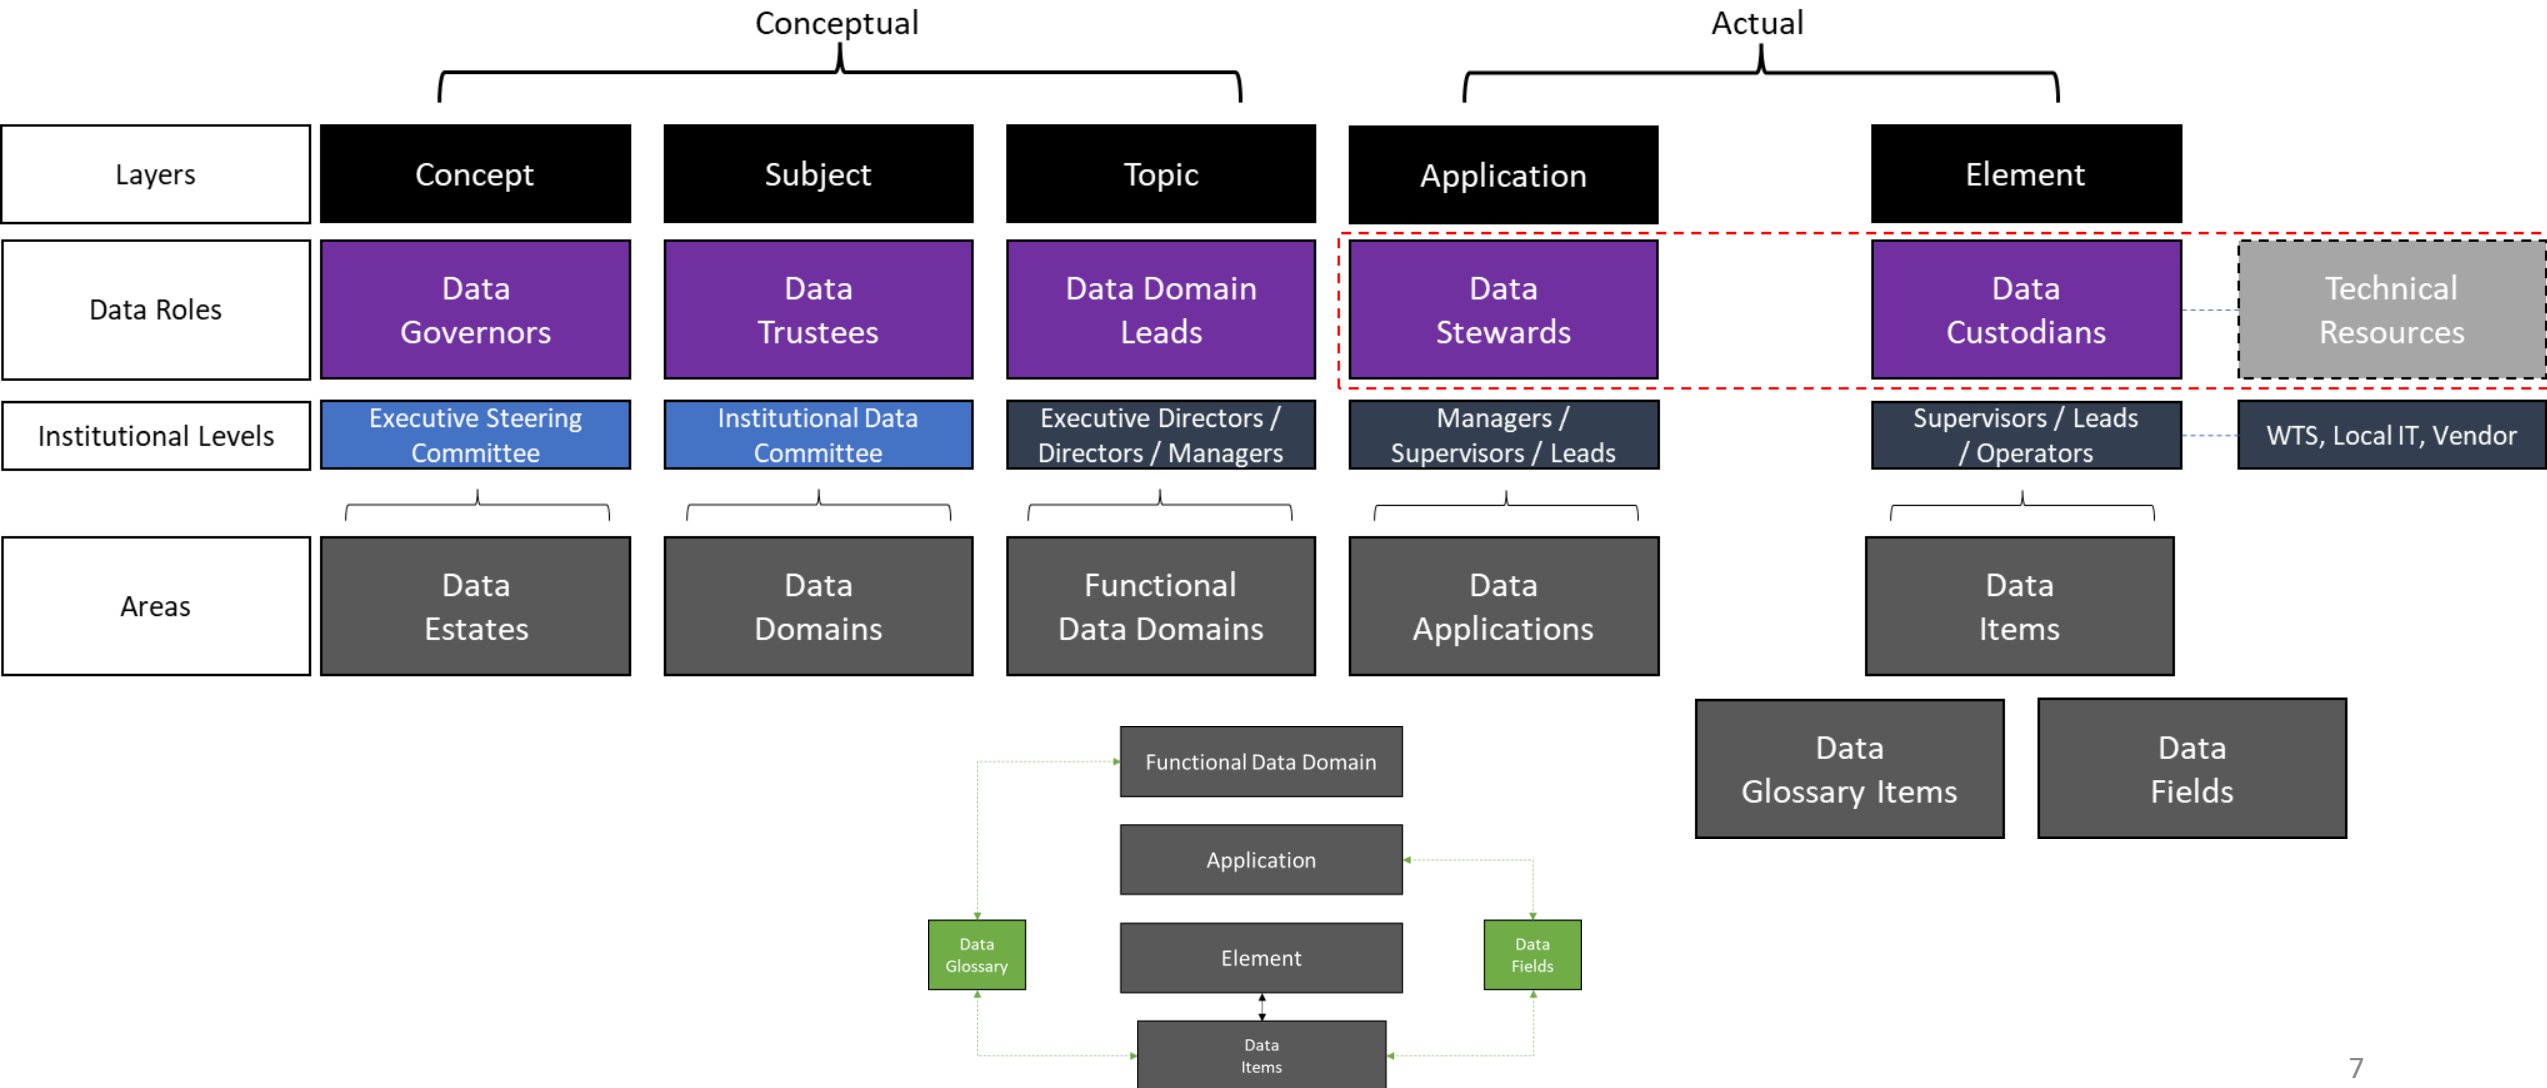 Conceptual
Actual
Layers
Concept
Subject
Topic
Application
Element
Data Roles
Data
Governors
Data
Trustees
Data Domain
Leads
Data
Stewards
Data
Custodians
Technical
Resources
Institutional Levels
Executive Steering
Committee
Institutional Data
Committee
Executive Directors /
Directors / Managers
Managers /
Supervisors / Leads
Supervisors / Leads
/ Operators
WTS, Local IT, Vendor
Areas
Data
Estates
Data
Domains
Functional
Data Domains
Data
Applications
Data
Items
Data
Glossary Items
Data
Fields
Functional Data Domain
Application
Data
Glossary
Element
Data
Fields
Data
Items
7